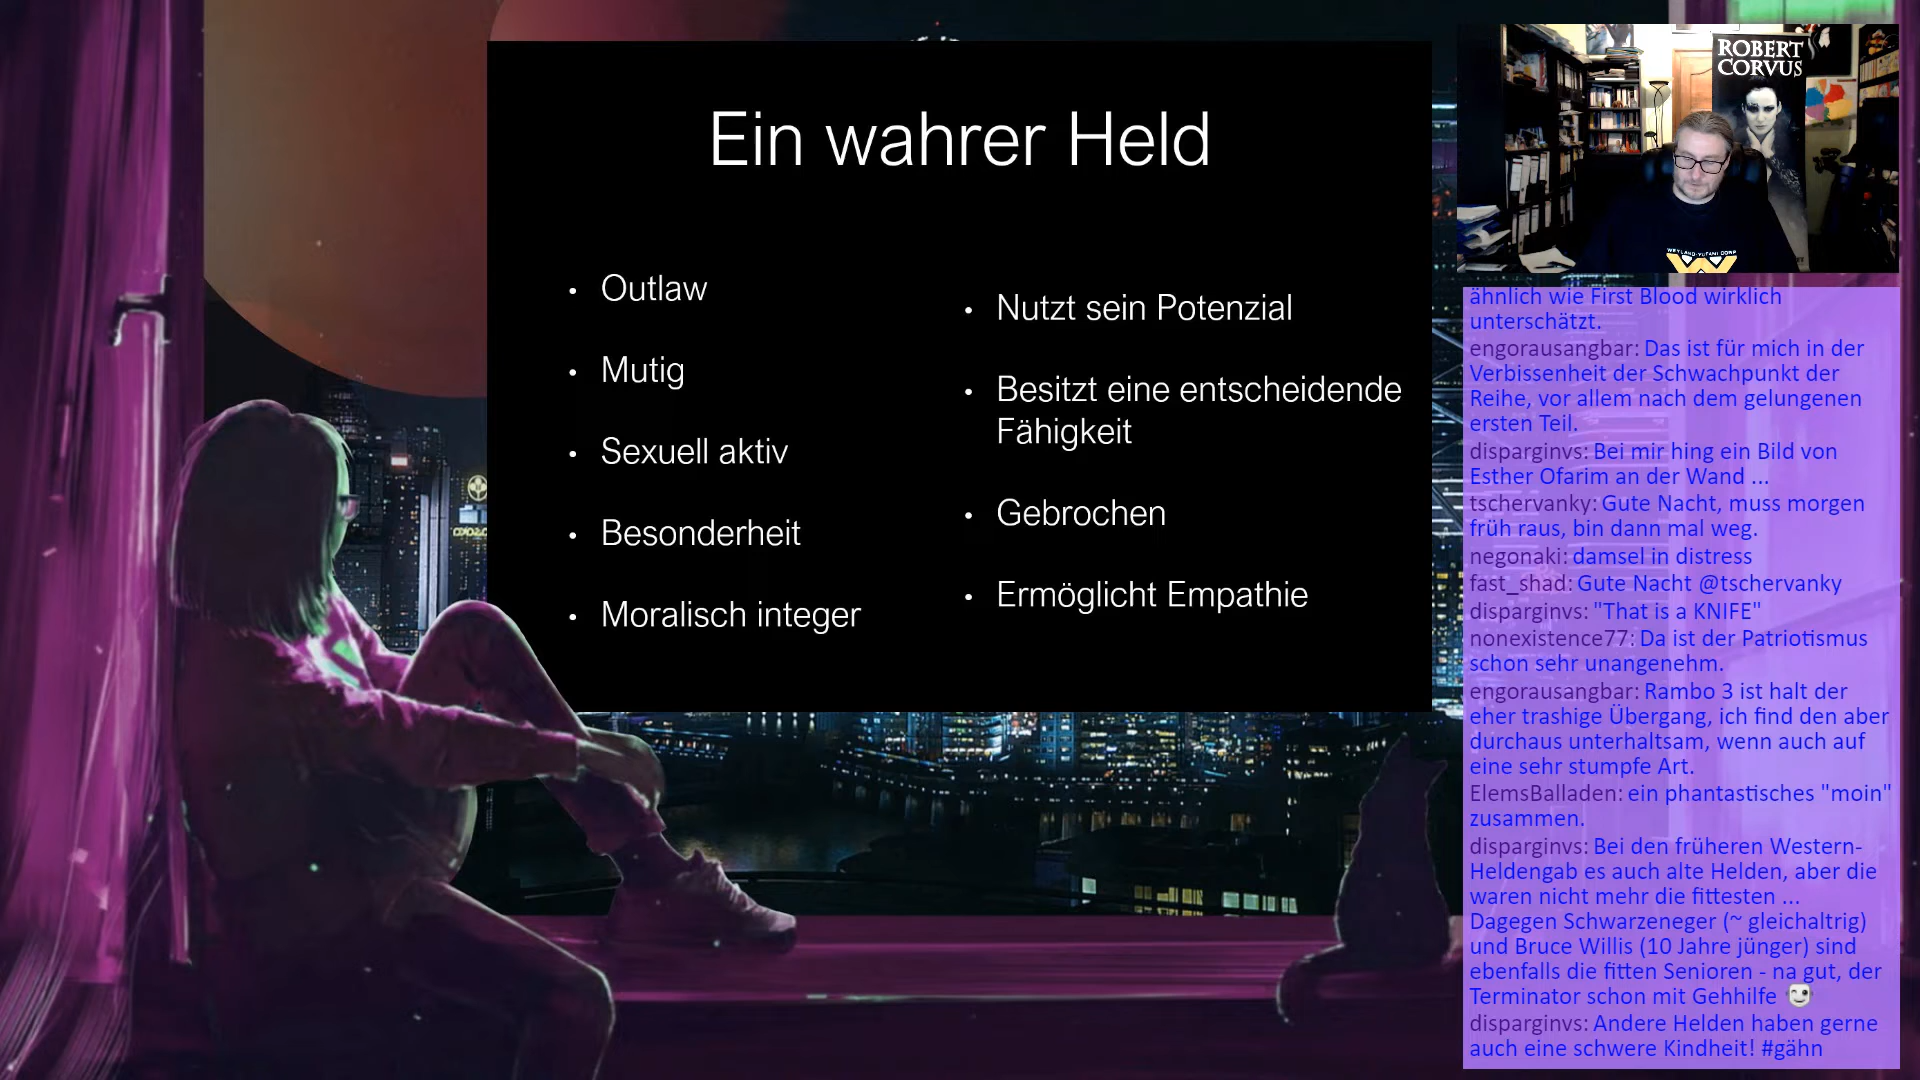 Ein wahrer Held
• Outlaw
• Mutig
• Sexuell aktiv
• Besonderheit
• Moralisch integer
• Nutzt sein Potenzial
• Besitzt eine entscheidende
Fähigkeit
• Gebrochen
• Ermöglicht Empathie
ROBERT
CORVUS
WEYLAND-YUTANI CORP
ähnlich wie First Blood wirklich
unterschätzt.
engorausangbar: Das ist für mich in der
Verbissenheit der Schwachpunkt der
Reihe, vor allem nach dem gelungenen
ersten Teil.
disparginvs: Bei mir hing ein Bild von
Esther Ofarim an der Wand ...
tschervanky: Gute Nacht, muss morgen
früh raus, bin dann mal weg.
negonaki: damsel in distress
fast_shad: Gute Nacht @tschervanky
disparginvs: "That is a KNIFE"
nonexistence77: Da ist der Patriotismus
schon sehr unangenehm.
engorausangbar: Rambo 3 ist halt der
eher trashige Übergang, ich find den aber
durchaus unterhaltsam, wenn auch auf
eine sehr stumpfe Art.
ElemsBalladen: ein phantastisches "moin"
zusammen.
disparginvs: Bei den früheren Western-
Heldengab es auch alte Helden, aber die
waren nicht mehr die fittesten ...
Dagegen Schwarzeneger (~ gleichaltrig)
und Bruce Willis (10 Jahre jünger) sind
ebenfalls die fitten Senioren - na gut, der
Terminator schon mit Gehhilfe
disparginvs: Andere Helden haben gerne
auch eine schwere Kindheit! #gähn